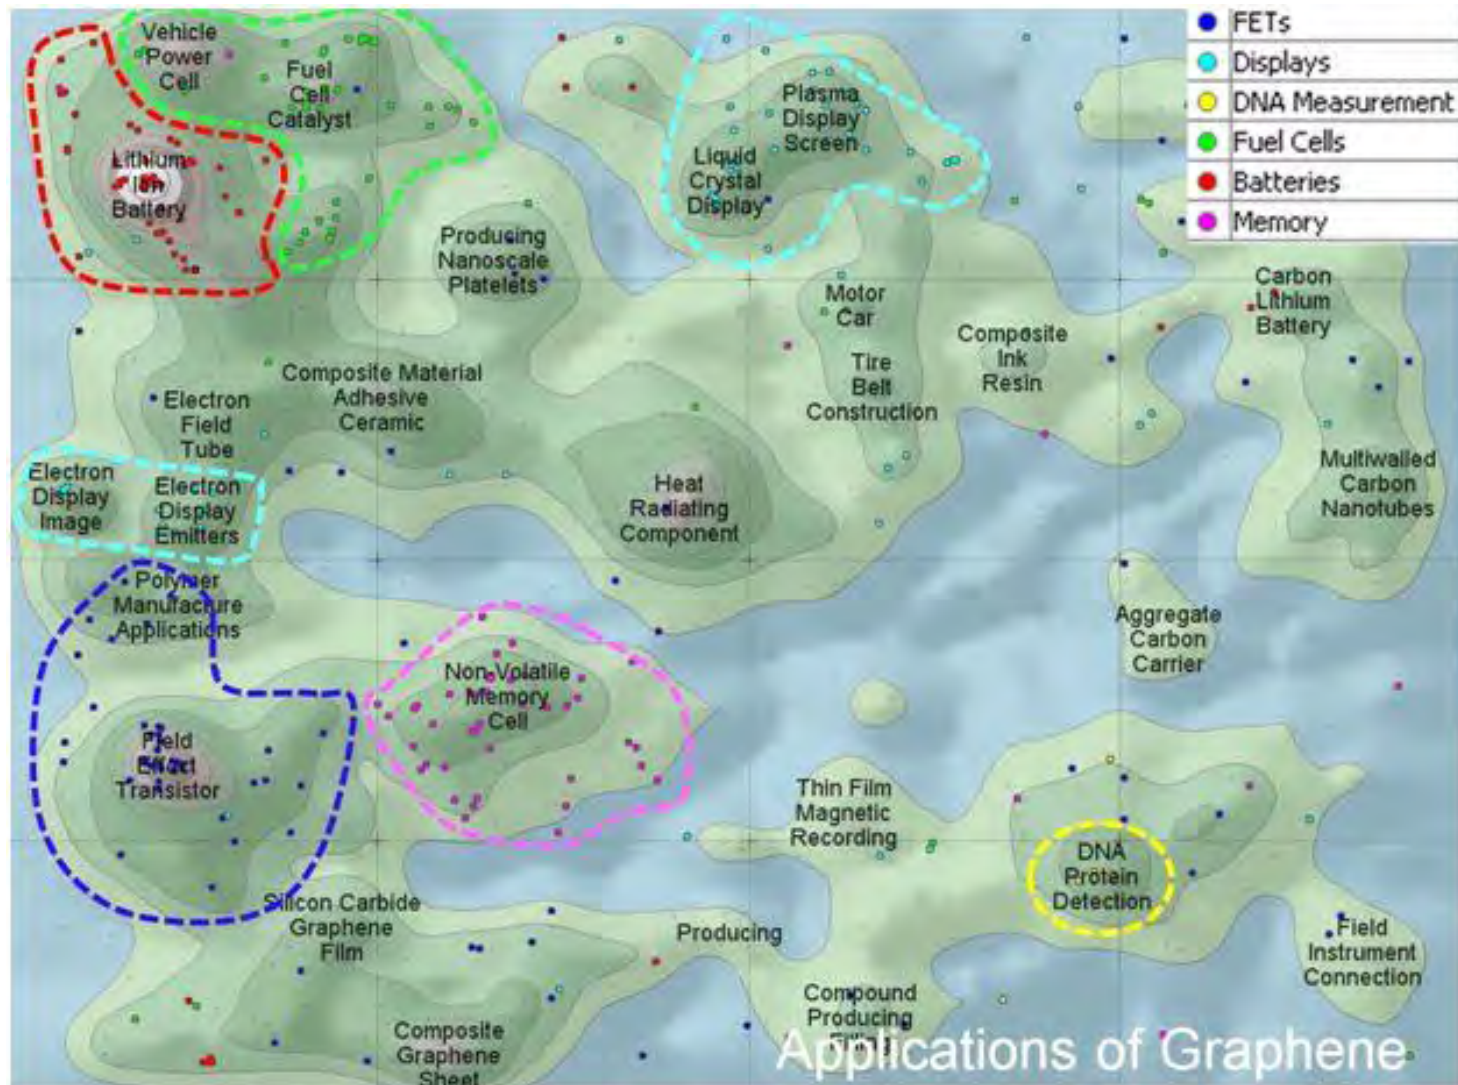 Vehicle
Power
Cell
Fuel
Cell
Catalyst
Lithium
Ion
Battery
Plasma
Display
Screen
Liquid
Crystal
Display
FETs
Displays
DNA Measurement
Fuel Cells
Batteries
Memory
Producing
Nanoscale
Platelets
Motor
Car
Carbon
Lithium
Battery
Composite
Ink
Resin
Tire
Belt
Construction
Composite Material
Adhesive
Ceramic
Electron
Field
Tube
Electron
Display
Image
Electron
Display
Emitters
Heat
Radiating
Component
Multiwalled
Carbon
Nanotubes
Polymer
Manufacture
Applications
Aggregate
Carbon
Carrier
Non-Volatile
Memory
Cell
Field
Effect
Transistor
Thin Film
Magnetic
Recording
DNA
Protein
Detection
Silicon Carbide
Graphene
Film
Producing
Field
Instrument
Connection
Compound
Producing
Filling
Composite
Graphene
Sheet
Applications of Graphene